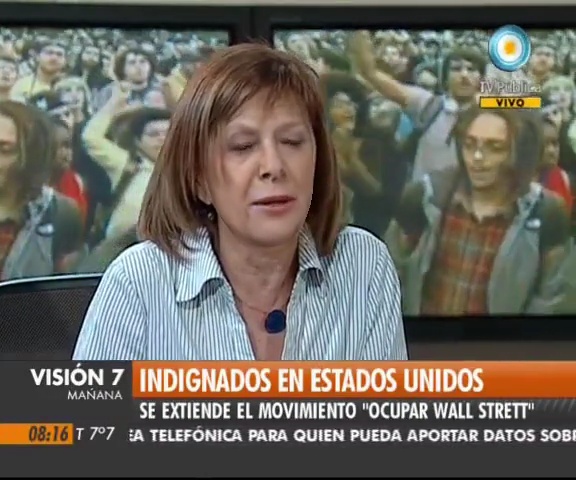 TV Pública
VIVO
VISIÓN 7
MAÑANA
INDIGNADOS EN ESTADOS UNIDOS
SE EXTIENDE EL MOVIMIENTO "OCUPAR WALL STRETT"
08:16 T 7º7 EA TELEFÓNICA PARA QUIEN PUEDA APORTAR DATOS SOBR